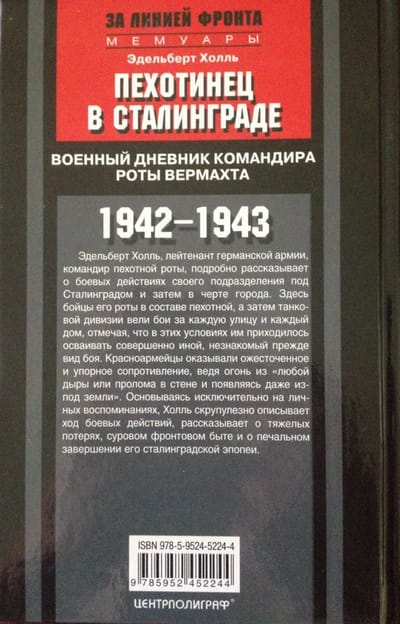 ЗА ЛИНИЕЙ ФРОНТА
МЕМУАРЫ
Эдельберт Холль
ПЕХОТИНЕЦ
В СТАЛИНГРАДЕ
ВОЕННЫЙ ДНЕВНИК КОМАНДИРА
РОТЫ ВЕРМАХТА
1942–1943
Эдельберт Холль, лейтенант германской армии,
командир пехотной роты, подробно рассказывает
о боевых действиях своего подразделения под
Сталинградом и затем в черте города. Здесь
бойцы его роты в составе пехотной, а затем танко-
вой дивизии вели бои за каждую улицу и каждый
дом, отмечая, что в этих условиях им приходилось
осваивать совершенно иной, незнакомый прежде
вид боя. Красноармейцы оказывали ожесточенное
и упорное сопротивление, ведя огонь из «любой
дыры или пролома в стене и появляясь даже из-
под земли». Основываясь исключительно на лич-
ных воспоминаниях, Холль скрупулезно описывает
ход боевых действий, рассказывает о тяжелых
потерях, суровом фронтовом быте и о печальном
завершении его сталинградской эпопеи.
ISBN 978-5-9524-5224-4
9 785952 452244
ЦЕНТРПОЛИГРАФ®